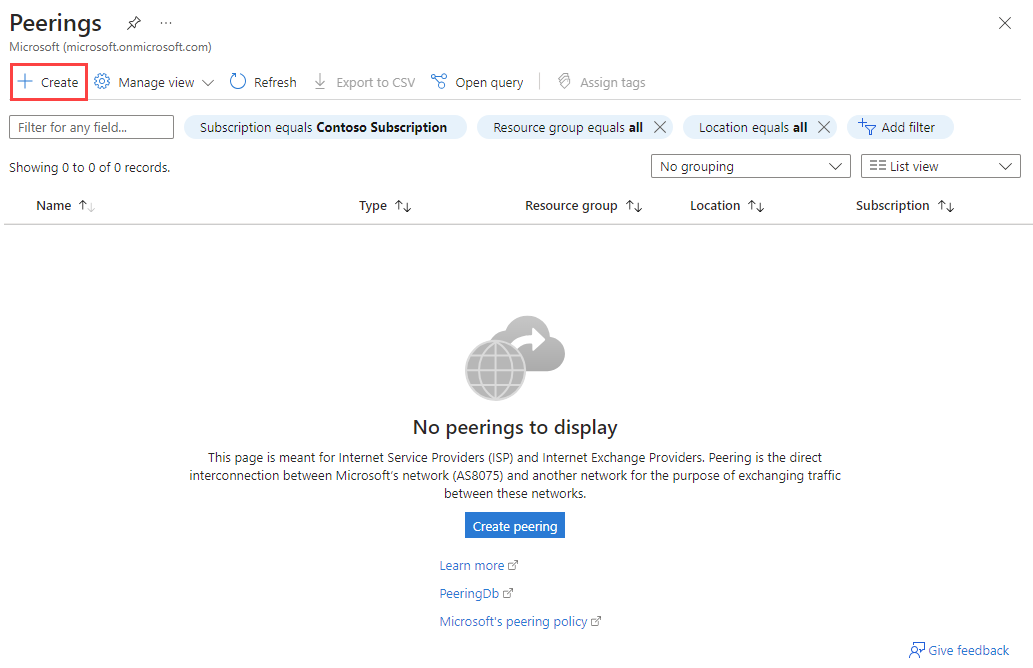 Peerings
Microsoft (microsoft.onmicrosoft.com)
Create Manage view Refresh Export to CSV Open query Assign tags
Filter for any field... Subscription equals Contoso Subscription Resource group equals all Location equals all Add filter
Showing 0 to 0 of 0 records. No grouping List view
Name Type Resource group Location Subscription
No peerings to display
This page is meant for Internet Service Providers (ISP) and Internet Exchange Providers. Peering is the direct
interconnection between Microsoft's network (AS8075) and another network for the purpose of exchanging traffic
between these networks.
Create peering
Learn more
PeeringDb
Microsoft's peering policy
Give feedback